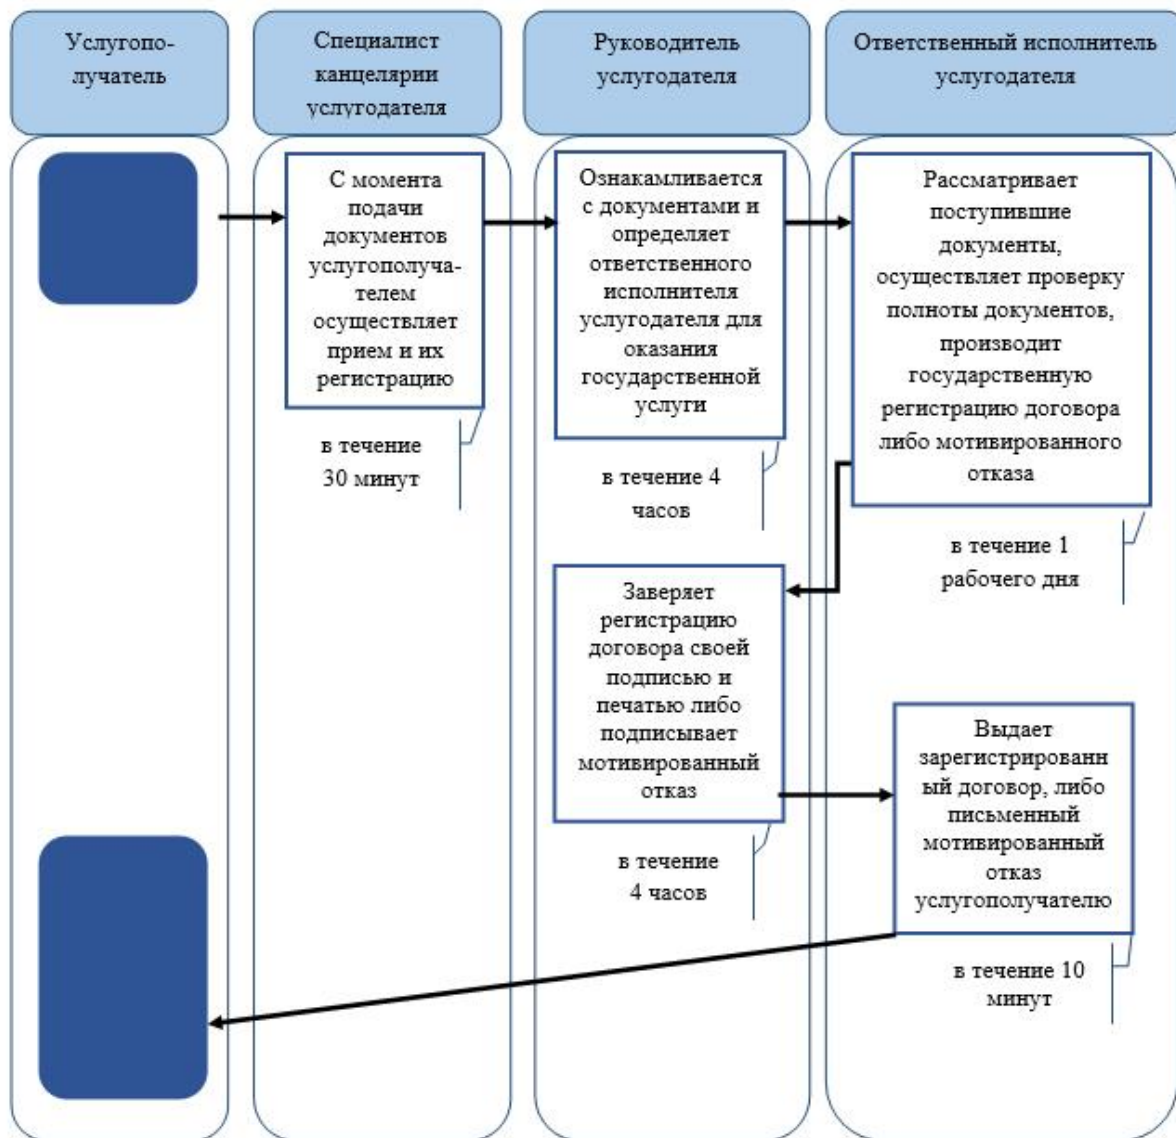 Услугопо-
лучатель
Специалист
канцелярии
услугодателя
Руководитель
услугодателя
Ответственный исполнитель
услугодателя
С момента
подачи
документов
услугополуча-
телем
осуществляет
прием и их
регистрацию
в течение
30 минут
Ознакамливается
с документами и
определяет
ответственного
исполнителя
услугодателя для
оказания
государственной
услуги
в течение 4
часов
Рассматривает
поступившие
документы,
осуществляет проверку
полноты документов,
производит
государственную
регистрацию договора
либо мотивированного
отказа
в течение 1
рабочего дня
Заверяет
регистрацию
договора своей
подписью и
печатью либо
подписывает
мотивированный
отказ
в течение
4 часов
Выдает
зарегистрированн
ый договор, либо
письменный
мотивированный
отказ
услугополучателю
в течение 10
минут